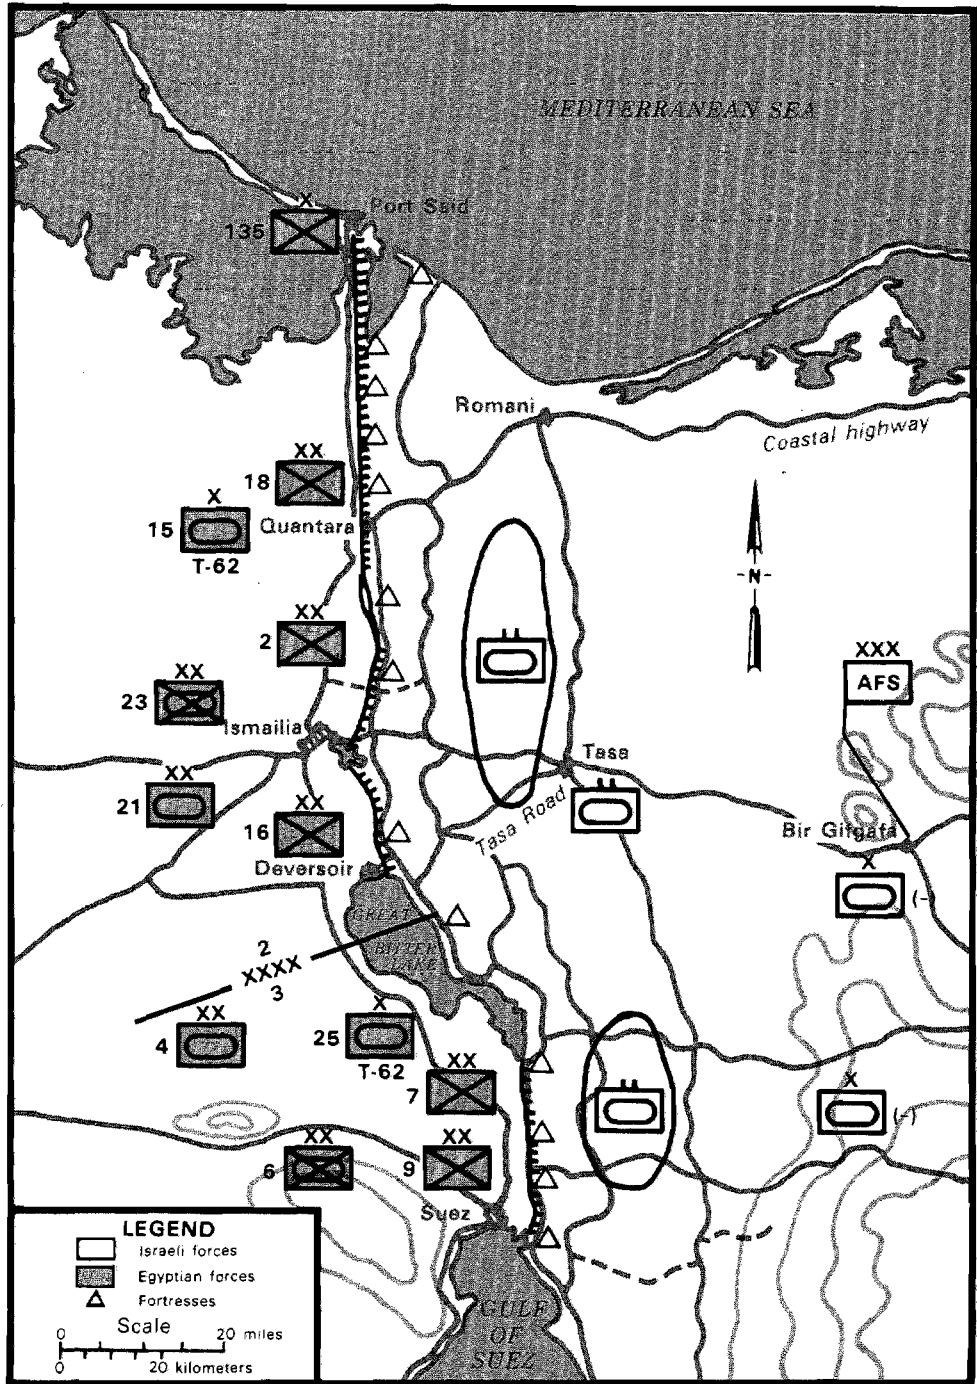 MEDITERRANEAN SEA
X
Port Said
135
Romani
Coastal highway
XX
18
X
15
Quantara
T-62
-N-
XX
2
II
XXX
AFS
XX
23
Ismailia
Tasa
XX
21
II
XX
16
Tasa Road
Bir Gifgafa
Deversoir
X
(-
GREAT
BITTER
LAKE
2
XXXX
3
XX
4
X
25
T-62
XX
7
II
X
(-)
XX
6
XX
9
Suez
LEGEND
Israeli forces
Egyptian forces
Fortresses
Scale
0 20 miles
0 20 kilometers
GULF
OF
SUEZ